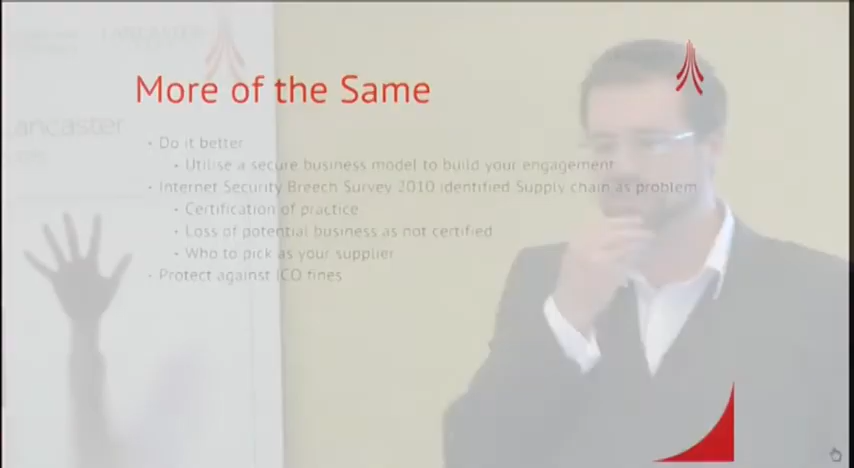 LANCASTER
More of the Same
Lancaster
• Do it better
• Utilise a secure business model to build your engagement
• Internet Security Breech Survey 2010 identified Supply chain as problem
• Certification of practice
• Loss of potential business as not certified
• Who to pick as your supplier
• Protect against ICO fines